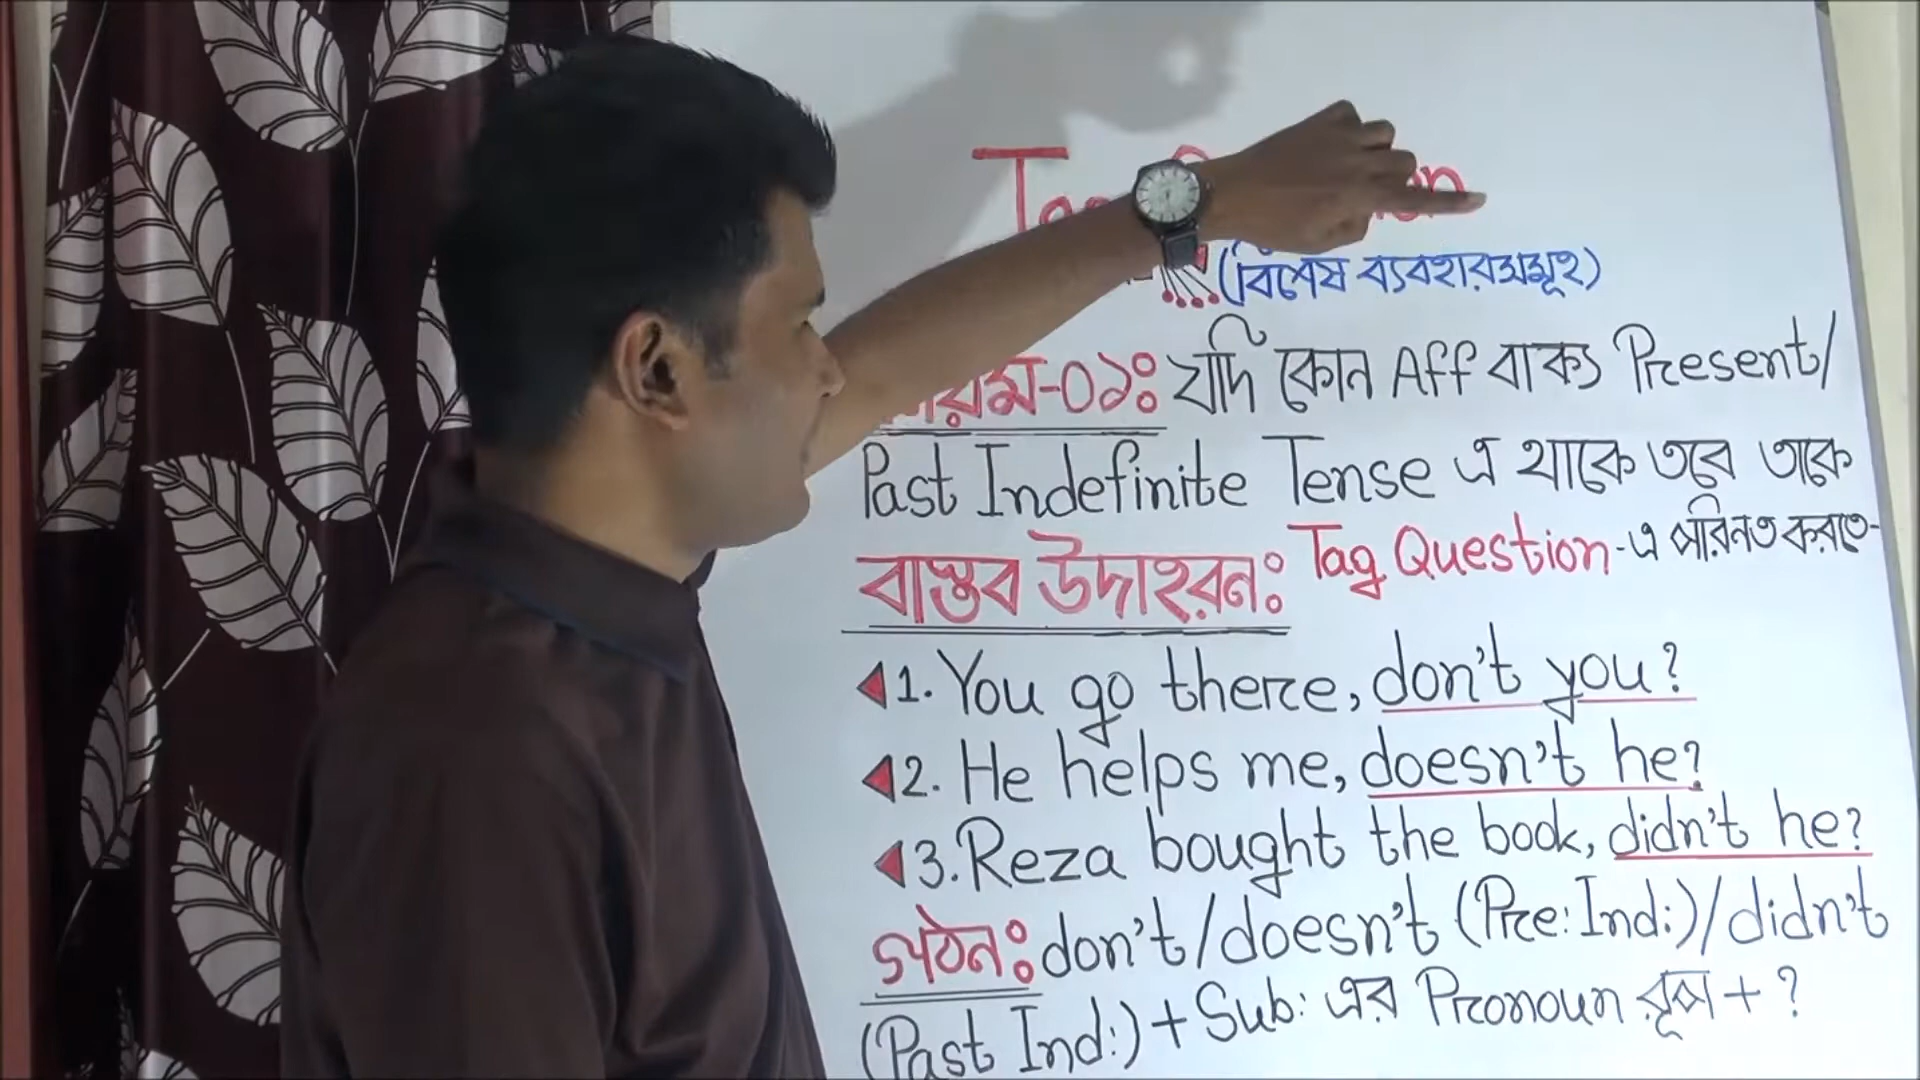 (বিশেষ ব্যবহারসমূহ)
যদি কোন Aff বাক্য Present/
Past Indefinite Tense এ থাকে তবে তাকে
Tag Question-এ পরিনত করতে-
বাস্তব উদাহরনঃ
1. You go there, don't you?
2. He helps me, doesn't he?
3. Reza bought the book, didn't he?
গঠনঃ don't/doesn't (Pre: Ind:)/didn't
(Past Ind:) + Sub: এর Pronoun রূপ + ?